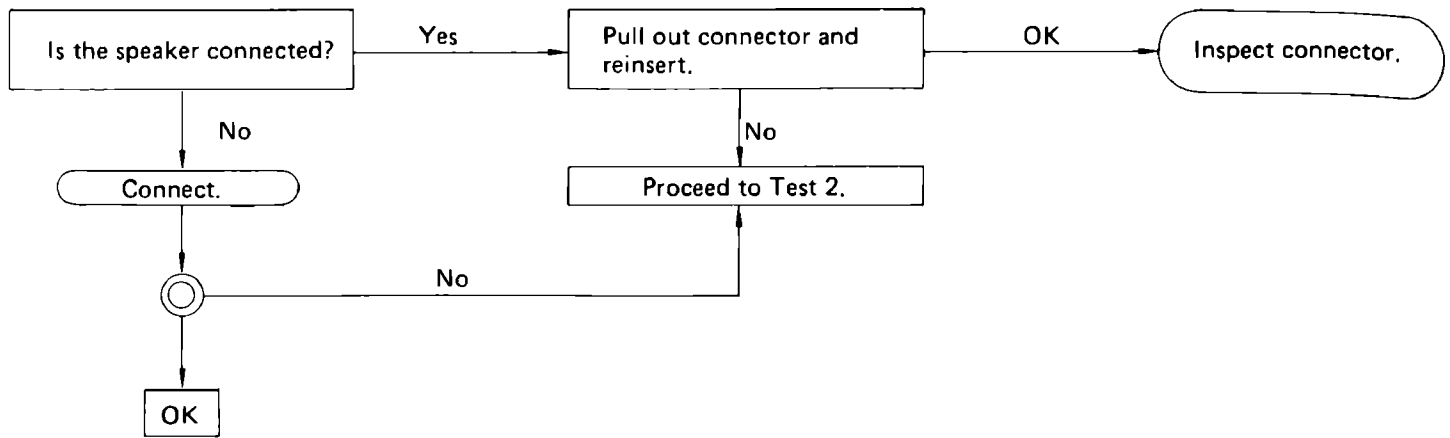 Is the speaker connected?
Yes
Pull out connector and
reinsert.
OK
Inspect connector.
No
No
Connect.
Proceed to Test 2.
No
OK